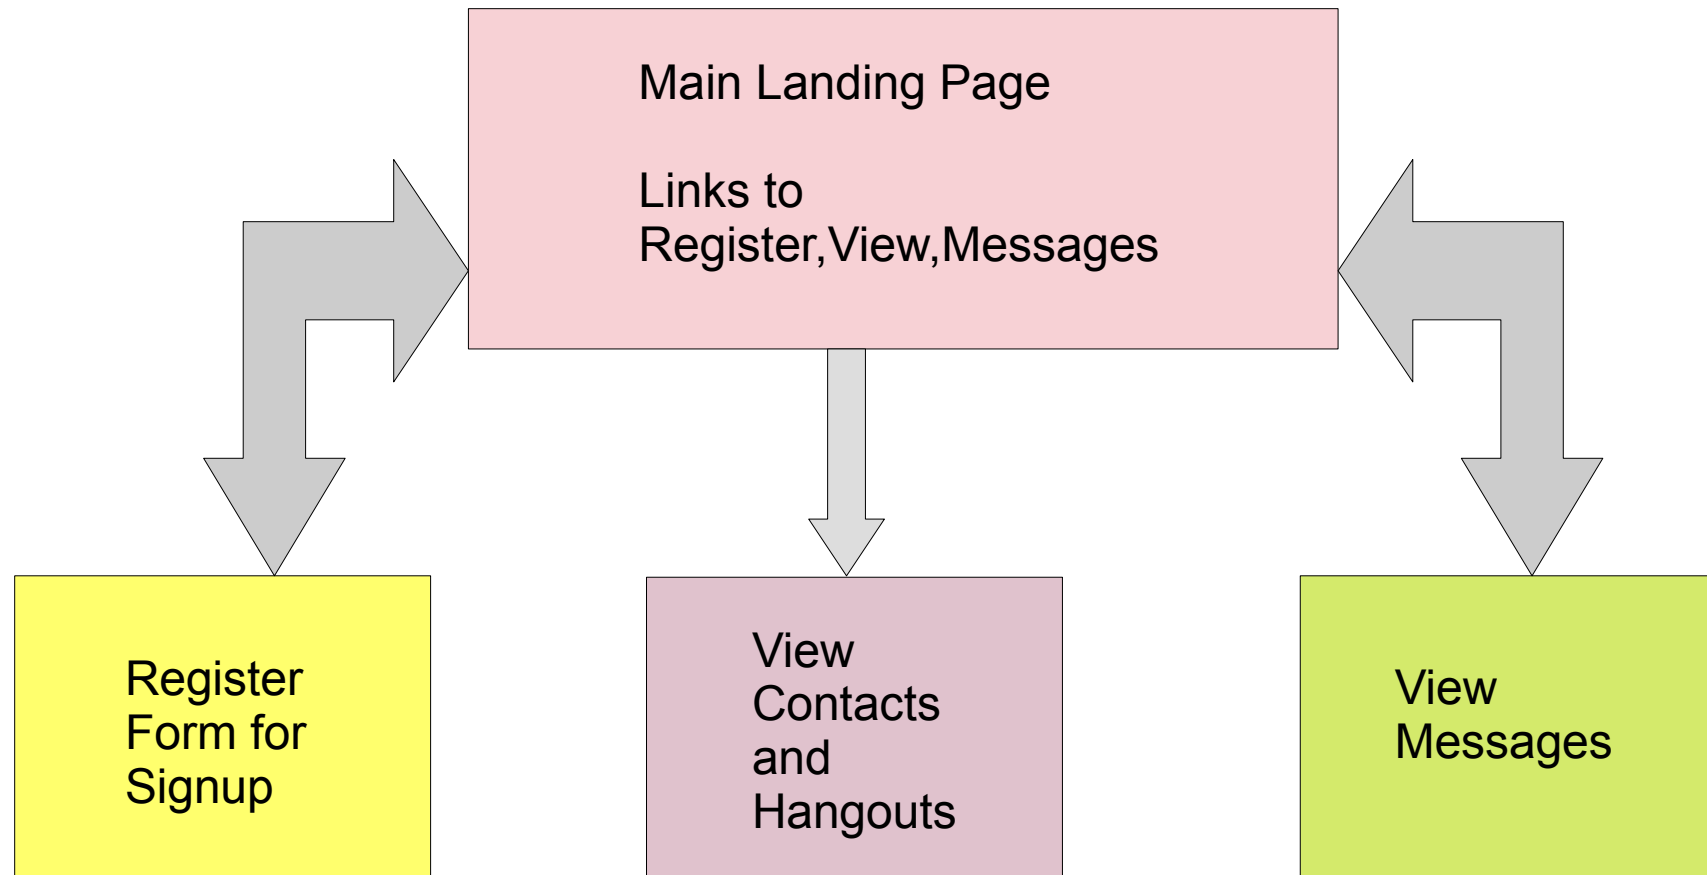 Main Landing Page
Links to
Register,View,Messages
Register
Form for
Signup
View
Contacts
and
Hangouts
View
Messages